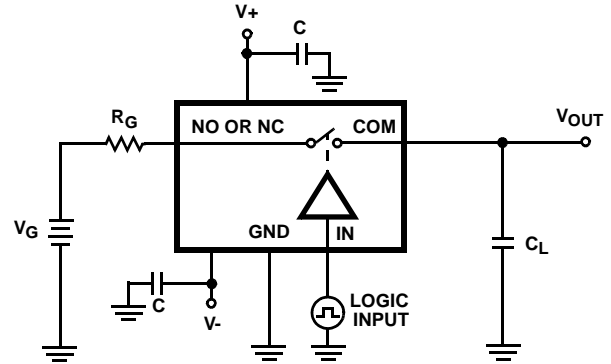 V+
C
RG
NO OR NC
COM
VOUT
VG
GND
IN
CL
C
V-
LOGIC
INPUT